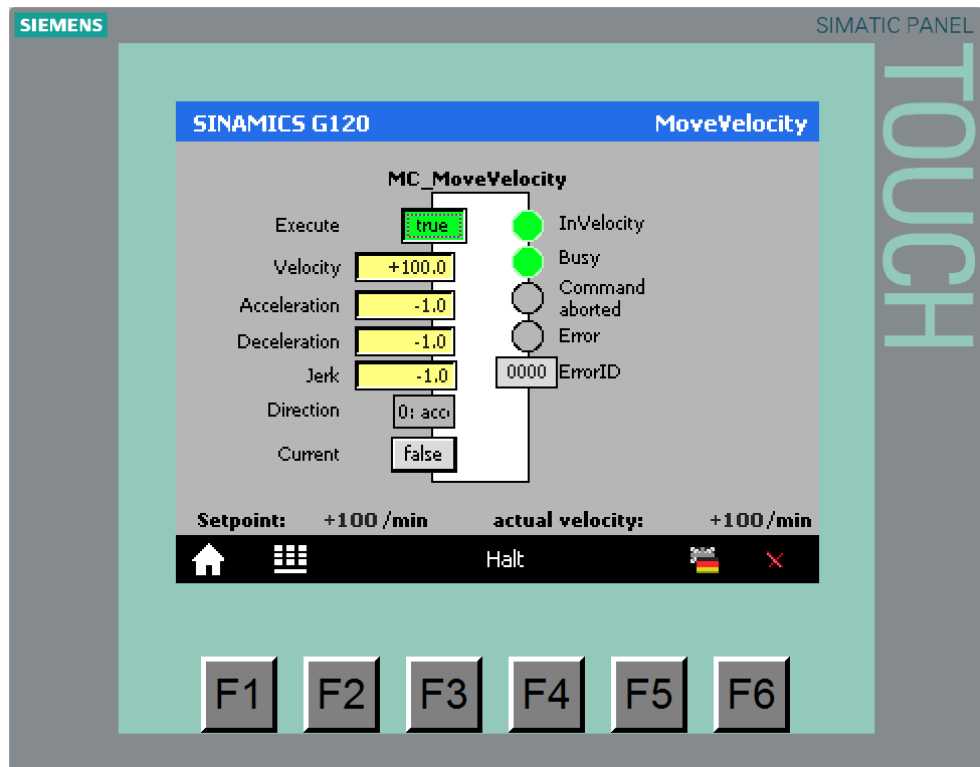 SIEMENS
SIMATIC PANEL
TOUCH
SINAMICS G120 MoveVelocity
MC_MoveVelocity
Execute true InVelocity
Velocity +100.0 Busy
Acceleration -1.0 Command
aborted
Deceleration -1.0 Error
Jerk -1.0 0000 ErrorID
Direction 0: acc
Current false
Setpoint: +100 /min actual velocity: +100 /min
Halt
F1 F2 F3 F4 F5 F6